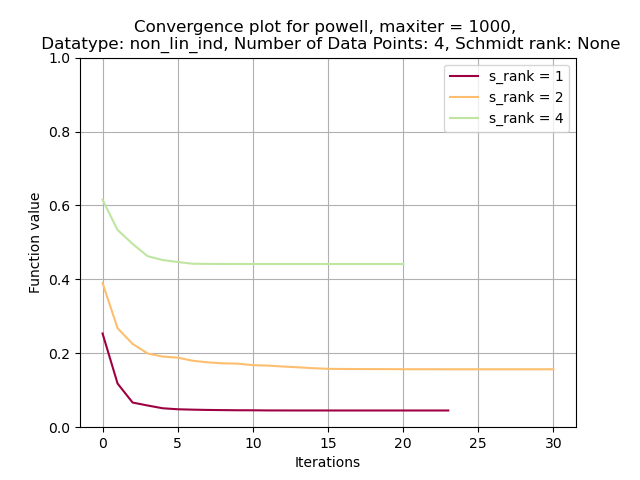 Convergence plot for powell, maxiter = 1000,
Datatype: non_lin_ind, Number of Data Points: 4, Schmidt rank: None
1.0
0.8
0.6
0.4
0.2
0.0
Function value
s_rank = 1
s_rank = 2
s_rank = 4
0 5 10 15 20 25 30
Iterations